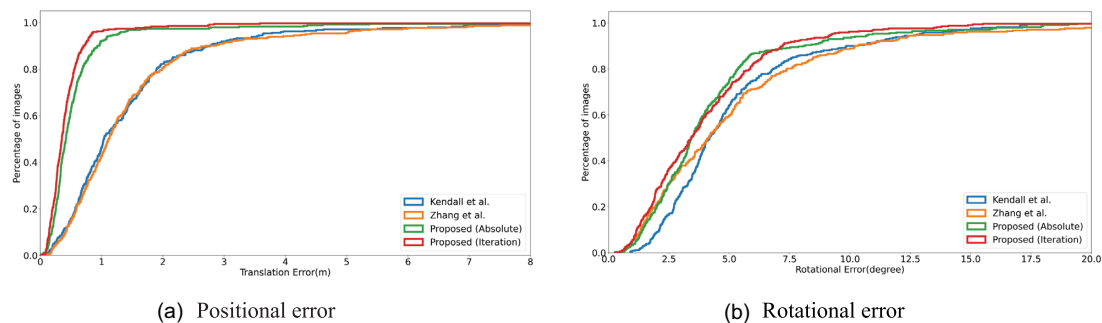 Percentage of images
1.0
0.8
0.6
0.4
0.2
0.0
0 1 2 3 4 5 6 7 8
Translation Error(m)
Kendall et al.
Zhang et al.
Proposed (Absolute)
Proposed (Iteration)
(a) Positional error
Percentage of images
1.0
0.8
0.6
0.4
0.2
0.0
0.0 2.5 5.0 7.5 10.0 12.5 15.0 17.5 20.0
Rotational Error(degree)
Kendall et al.
Zhang et al.
Proposed (Absolute)
Proposed (Iteration)
(b) Rotational error